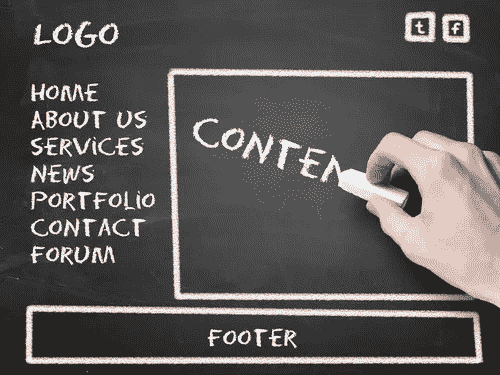 LOGO
t f
HOME
ABOUT US
SERVICES
NEWS
PORTFOLIO
CONTACT
FORUM
CONTEN
FOOTER